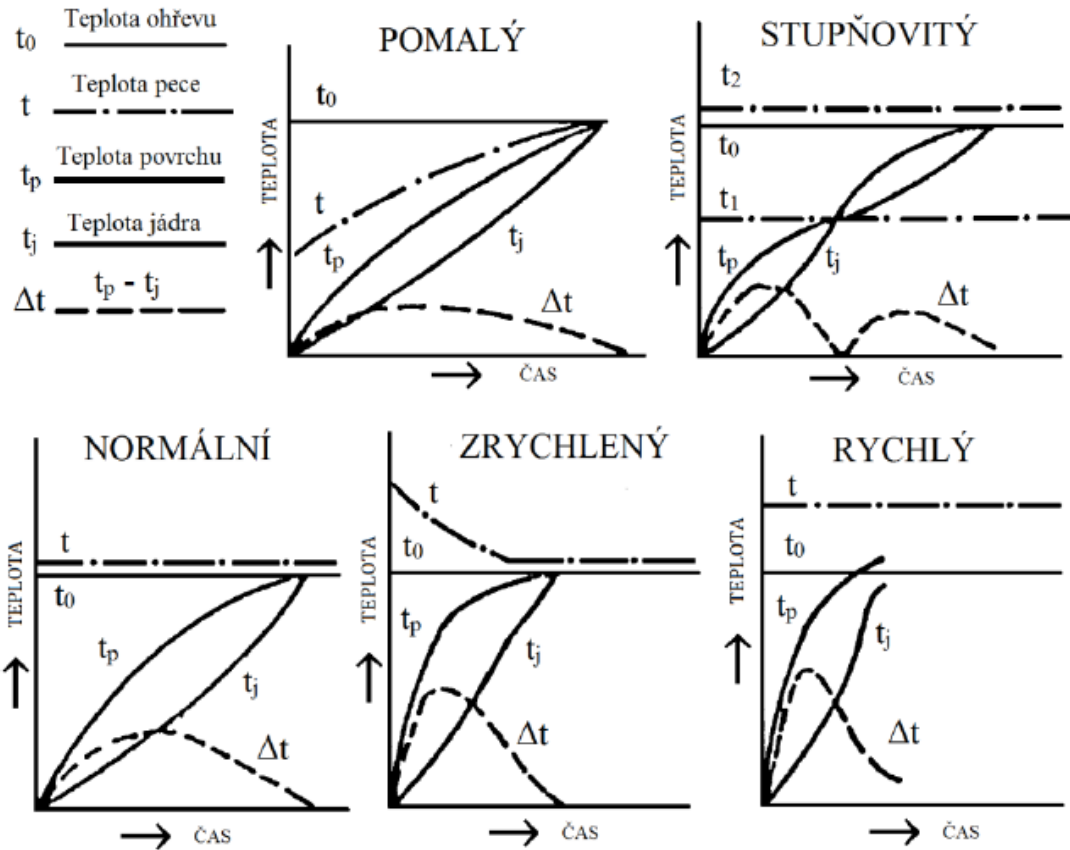 t0 Teplota ohřevu
t Teplota pece
tp Teplota povrchu
tj Teplota jádra
Δt tp - tj
POMALÝ
TEPLOTA
t0
t
tp
tj
Δt
ČAS
STUPŇOVITÝ
TEPLOTA
t2
t0
t1
tp
tj
Δt
ČAS
NORMÁLNÍ
TEPLOTA
t
t0
tp
tj
Δt
ČAS
ZRYCHLENÝ
TEPLOTA
t
t0
tp
tj
Δt
ČAS
RYCHLÝ
TEPLOTA
t
t0
tp
tj
Δt
ČAS